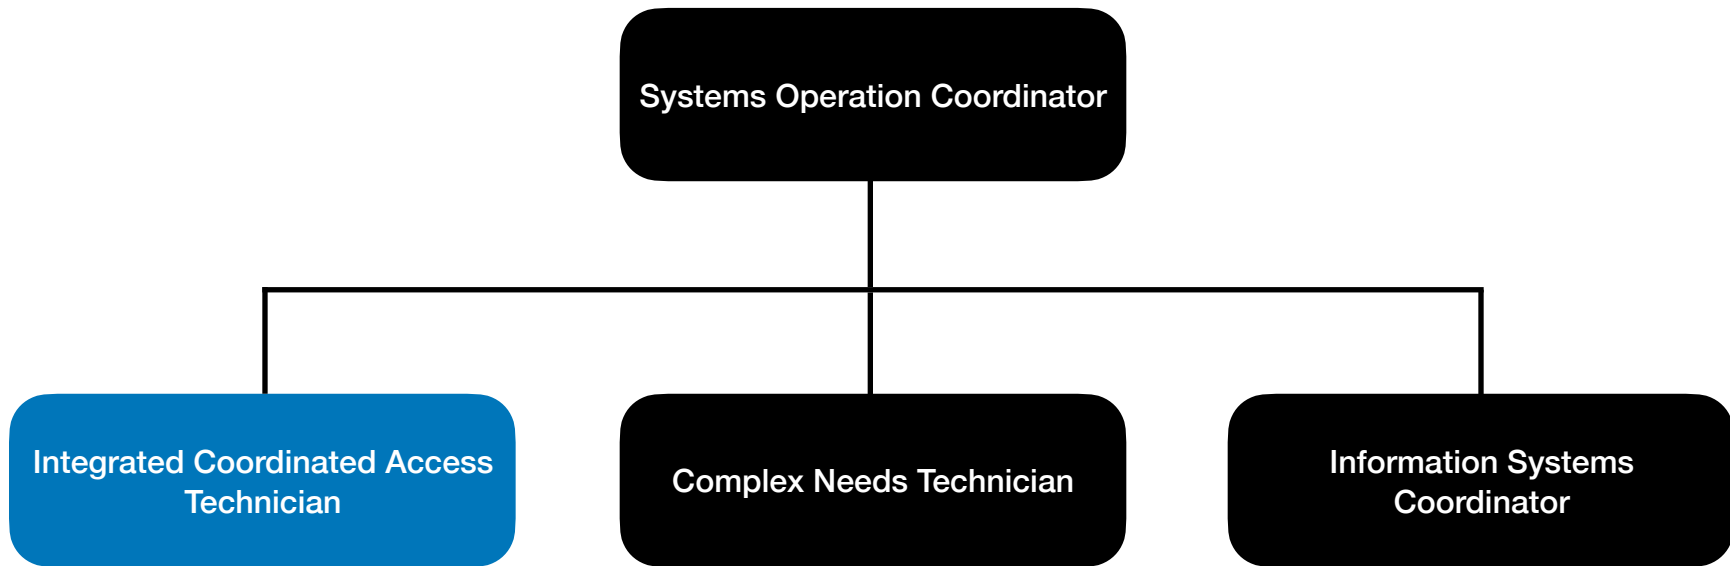 Systems Operation Coordinator
Integrated Coordinated Access
Technician
Complex Needs Technician
Information Systems
Coordinator